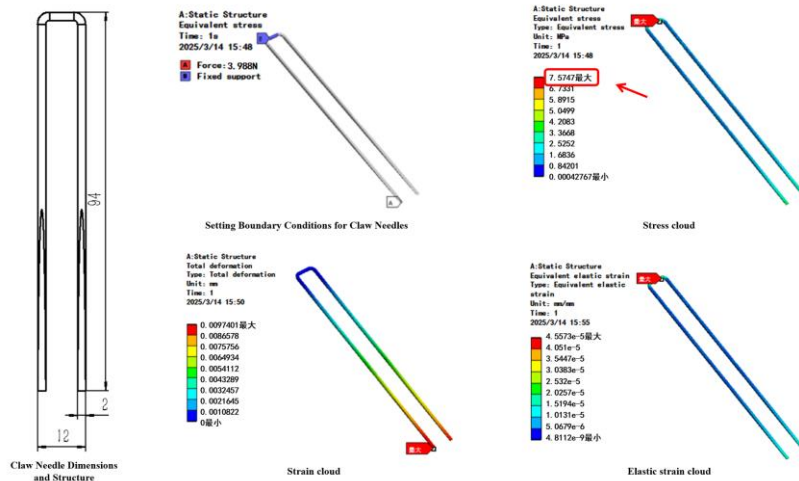 94
2
12
Claw Needle Dimensions
and Structure
A:Static Structure
Equivalent stress
Time: 1s
2025/3/14 15:48
A Force:3.988N
B Fixed support
B
A
Setting Boundary Conditions for Claw Needles
A:Static Structure
Equivalent stress
Type: Equivalent stress
Unit: MPa
Time: 1
2025/3/14 15:48
7.5747最大
6.7331
5.8915
5.0499
4.2083
3.3668
2.5252
1.6836
0.84201
0.00042767最小
最大
Stress cloud
A:Static Structure
Total deformation
Type: Total deformation
Unit: mm
Time: 1
2025/3/14 15:50
0.0097401最大
0.0086578
0.0075756
0.0064934
0.0054112
0.0043289
0.0032457
0.0021645
0.0010822
0最小
最大
Strain cloud
A:Static Structure
Equivalent elastic strain
Type: Equivalent elastic
strain
Unit: mm/mm
Time: 1
2025/3/14 15:55
4.5573e-5最大
4.051e-5
3.5447e-5
3.0383e-5
2.532e-5
2.0257e-5
1.5194e-5
1.0131e-5
5.0679e-6
4.8112e-9最小
最大
Elastic strain cloud